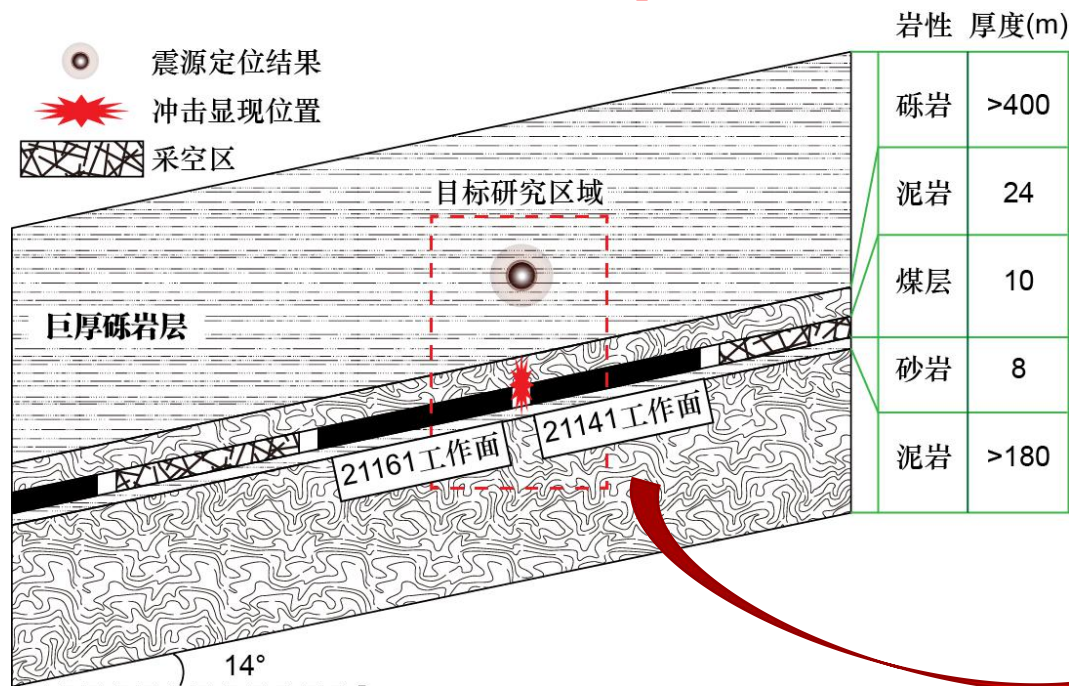 岩性 厚度(m)
震源定位结果
冲击显现位置
采空区
砾岩 >400
泥岩 24
目标研究区域
煤层 10
巨厚砾岩层
砂岩 8
21161工作面
21141工作面
泥岩 >180
14°